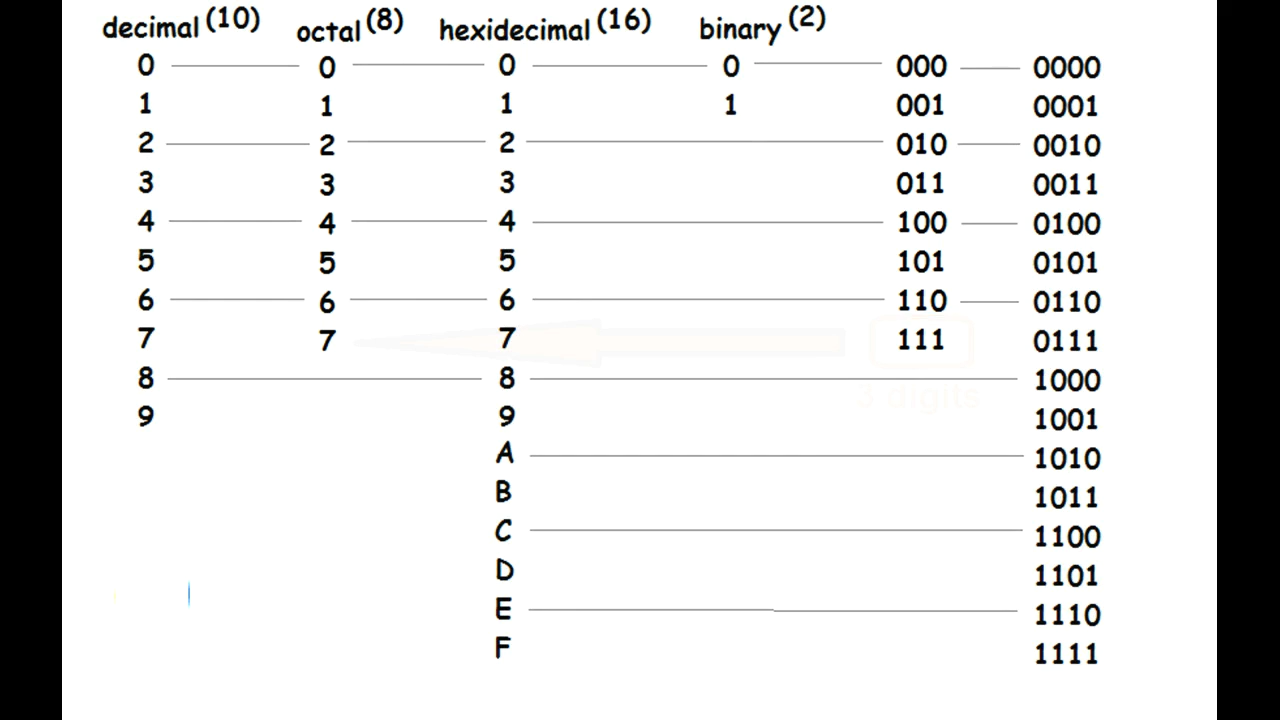 decimal (10) octal (8) hexidecimal (16) binary (2)
0 0 0 0 000 0000
1 1 1 1 001 0001
2 2 2 010 0010
3 3 3 011 0011
4 4 4 100 0100
5 5 5 101 0101
6 6 6 110 0110
7 7 7 111 0111
8 8 1000
3 digits
9 9 1001
A 1010
B 1011
C 1100
D 1101
E 1110
F 1111